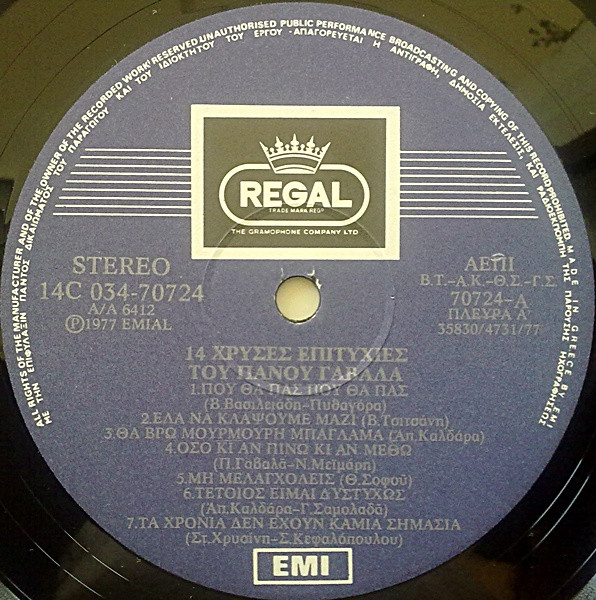 ALL RIGHTS OF THE MANUFACTURER AND OF THE OWNER OF THE RECORDED WORK RESERVED UNAUTHORISED PUBLIC PERFORMANCE BROADCASTING AND COPYING OF THIS RECORD PROHIBITED. MADE IN GREECE BY EMI
ΜΕ ΤΗΝ ΕΠΙΦΥΛΑΞΙΝ ΠΑΝΤΟΣ ΔΙΚΑΙΩΜΑΤΟΣ ΤΟΥ ΠΑΡΑΓΩΓΟΥ ΚΑΙ ΤΟΥ ΙΔΙΟΚΤΗΤΟΥ ΤΟΥ ΕΡΓΟΥ - ΑΠΑΓΟΡΕΥΕΤΑΙ Η ΑΝΤΙΓΡΑΦΗ, ΔΗΜΟΣΙΑ ΕΚΤΕΛΕΣΙΣ, ΚΑΙ ΡΑΔΙΟΕΚΠΟΜΠΗ ΤΗΣ ΠΑΡΟΥΣΗΣ ΗΧΟΓΡΑΦΗΣΕΩΣ
REGAL
TRADE MARK REGD
THE GRAMOPHONE COMPANY LTD
STEREO
14C 034-70724
A/A 6412
Ⓟ1977 EMIAL
ΑΕΠΙ
Β.Τ.-Α.Κ.-Θ.Σ.-Γ.Σ
70724-A
ΠΛΕΥΡΑ Α'
35830/4731/77
14 ΧΡΥΣΕΣ ΕΠΙΤΥΧΙΕΣ
ΤΟΥ ΠΑΝΟΥ ΓΑΒΑΛΑ
1.ΠΟΥ ΘΑ ΠΑΣ ΠΟΥ ΘΑ ΠΑΣ
(Β.Βασιλειάδη-Πυθαγόρα)
2.ΕΛΑ ΝΑ ΚΛΑΨΟΥΜΕ ΜΑΖΙ (Β.Τσιτσάνη)
3.ΘΑ ΒΡΩ ΜΟΥΡΜΟΥΡΗ ΜΠΑΓΛΑΜΑ (Απ.Καλδάρα)
4.ΟΣΟ ΚΙ ΑΝ ΠΙΝΩ ΚΙ ΑΝ ΜΕΘΩ
(Π.Γαβαλά-Ν.Μεϊμάρη)
5.ΜΗ ΜΕΛΑΓΧΟΛΕΙΣ (Θ.Σοφού)
6.ΤΕΤΟΙΟΣ ΕΙΜΑΙ ΔΥΣΤΥΧΩΣ
(Απ.Καλδάρα-Γ.Σαμολαδά)
7.ΤΑ ΧΡΟΝΙΑ ΔΕΝ ΕΧΟΥΝ ΚΑΜΙΑ ΣΗΜΑΣΙΑ
(Στ.Χρυσίνη-Σ.Κεφαλόπουλου)
EMI